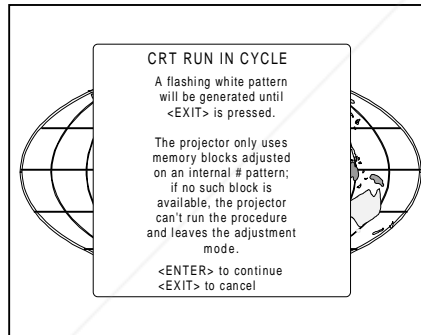 CRT RUN IN CYCLE
A flashing white pattern
will be generated until
<EXIT> is pressed.
The projector only uses
memory blocks adjusted
on an internal # pattern;
if no such block is
available, the projector
can't run the procedure
and leaves the adjustment
mode.
<ENTER> to continue
<EXIT> to cancel